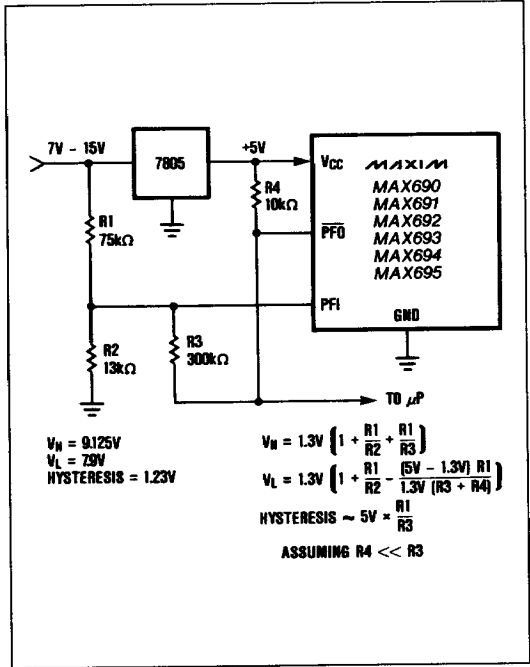 7V – 15V
7805
+5V
R4
10kΩ
VCC
MAXIM
MAX690
MAX691
MAX692
MAX693
MAX694
MAX695
PFO
PFI
GND
R1
75kΩ
R2
13kΩ
R3
300kΩ
TO μP
VH = 9.125V
VL = 7.9V
HYSTERESIS = 1.23V
VH = 1.3V (1 + R1/R2 + R1/R3)
VL = 1.3V (1 + R1/R2 - (5V - 1.3V) R1/1.3V (R3 + R4))
HYSTERESIS ~ 5V × R1/R3
ASSUMING R4 << R3